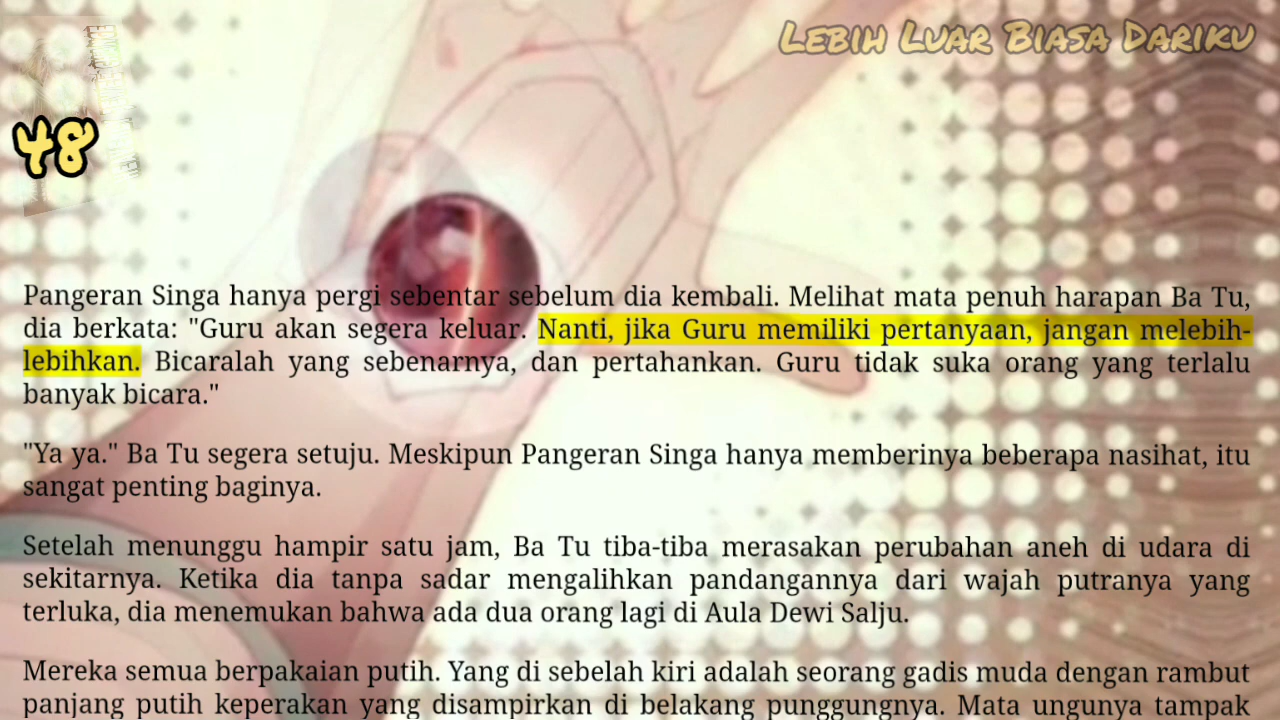 Lebih Luar Biasa Dariku
48
Pangeran Singa hanya pergi sebentar sebelum dia kembali. Melihat mata penuh harapan Ba Tu,
dia berkata: "Guru akan segera keluar. Nanti, jika Guru memiliki pertanyaan, jangan melebih-
lebihkan. Bicaralah yang sebenarnya, dan pertahankan. Guru tidak suka orang yang terlalu
banyak bicara."
"Ya ya." Ba Tu segera setuju. Meskipun Pangeran Singa hanya memberinya beberapa nasihat, itu
sangat penting baginya.
Setelah menunggu hampir satu jam, Ba Tu tiba-tiba merasakan perubahan aneh di udara di
sekitarnya. Ketika dia tanpa sadar mengalihkan pandangannya dari wajah putranya yang
terluka, dia menemukan bahwa ada dua orang lagi di Aula Dewi Salju.
Mereka semua berpakaian putih. Yang di sebelah kiri adalah seorang gadis muda dengan rambut
panjang putih keperakan yang disampirkan di belakang punggungnya. Mata ungunya tampak